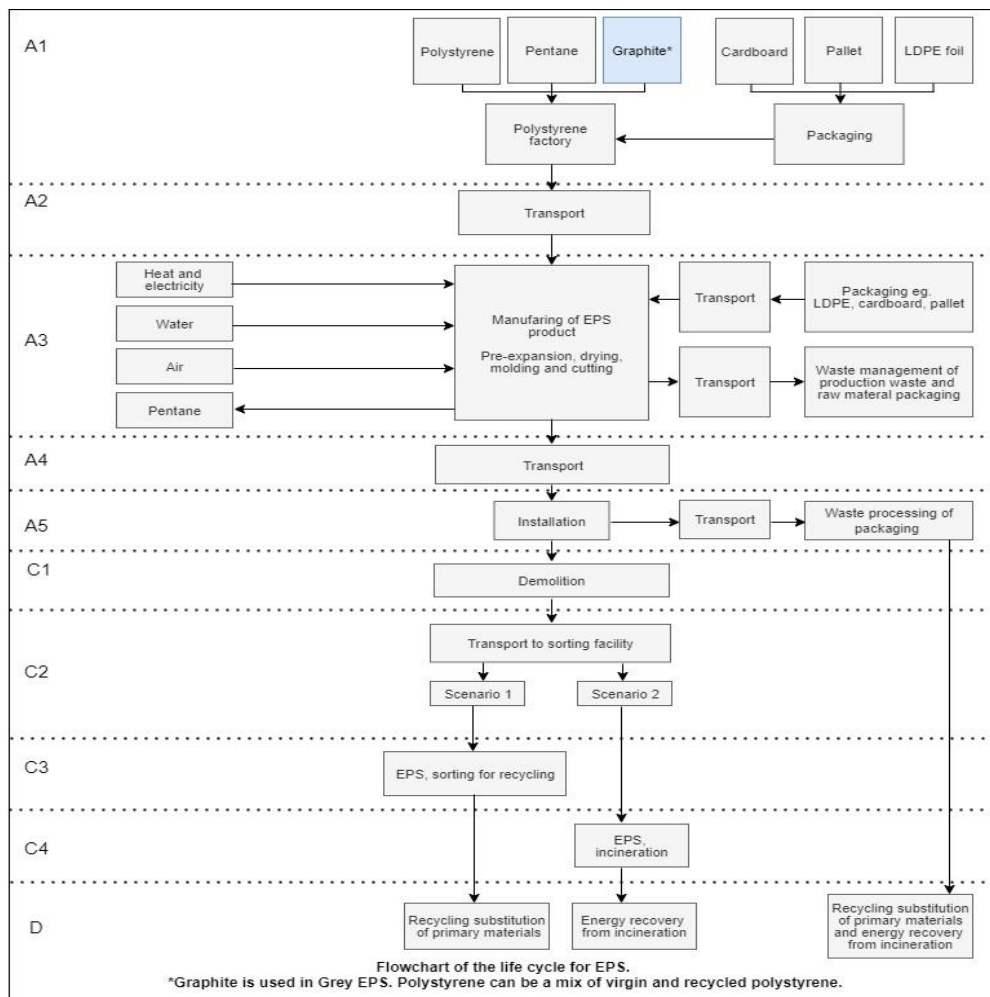 A1
Polystyrene
Pentane
Graphite*
Cardboard
Pallet
LDPE foil
Polystyrene
factory
Packaging
A2
Transport
A3
Heat and
electricity
Water
Air
Pentane
Manufaring of EPS
product
Pre-expansion, drying,
molding and cutting
Transport
Packaging eg.
LDPE, cardboard, pallet
Transport
Waste management of
production waste and
raw materal packaging
A4
Transport
A5
Installation
Transport
Waste processing of
packaging
C1
Demolition
C2
Transport to sorting facility
Scenario 1
Scenario 2
C3
EPS, sorting for recycling
C4
EPS,
incineration
D
Recycling substitution
of primary materials
Energy recovery
from incineration
Recycling substitution
of primary materials
and energy recovery
from incineration
Flowchart of the life cycle for EPS.
*Graphite is used in Grey EPS. Polystyrene can be a mix of virgin and recycled polystyrene.